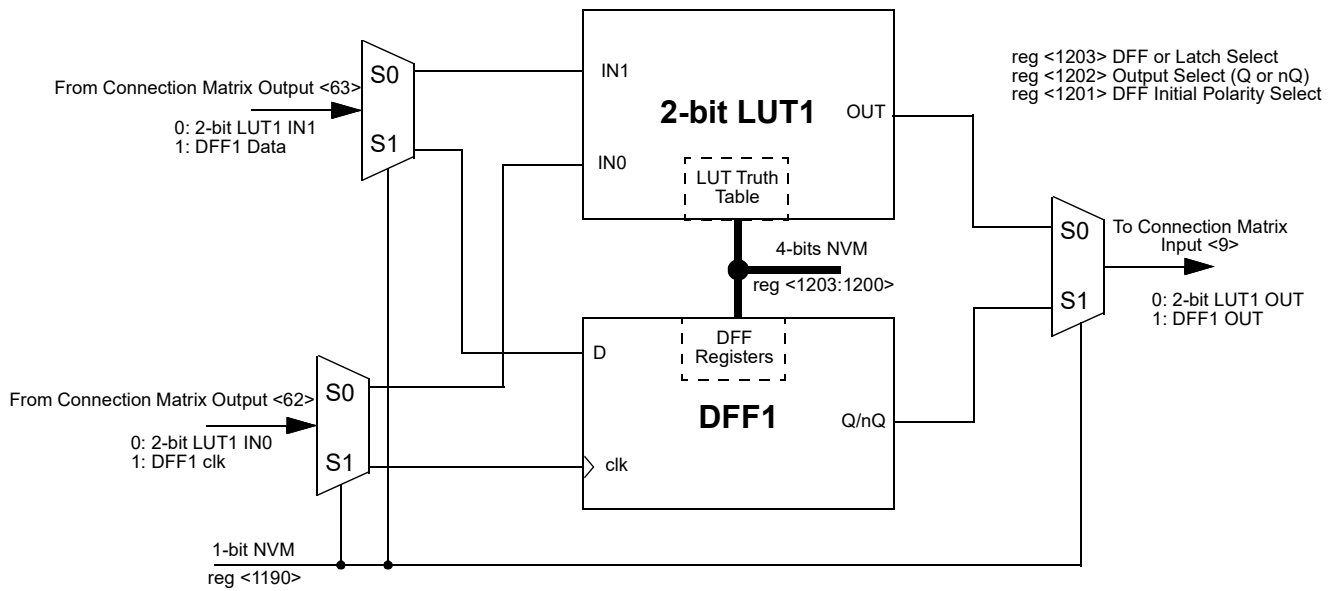 From Connection Matrix Output <63>
0: 2-bit LUT1 IN1
1: DFF1 Data
S0
S1
IN1
IN0
2-bit LUT1
OUT
LUT Truth
Table
reg <1203> DFF or Latch Select
reg <1202> Output Select (Q or nQ)
reg <1201> DFF Initial Polarity Select
4-bits NVM
reg <1203:1200>
S0
S1
To Connection Matrix
Input <9>
0: 2-bit LUT1 OUT
1: DFF1 OUT
From Connection Matrix Output <62>
0: 2-bit LUT1 IN0
1: DFF1 clk
S0
S1
D
DFF
Registers
DFF1
Q/nQ
clk
1-bit NVM
reg <1190>